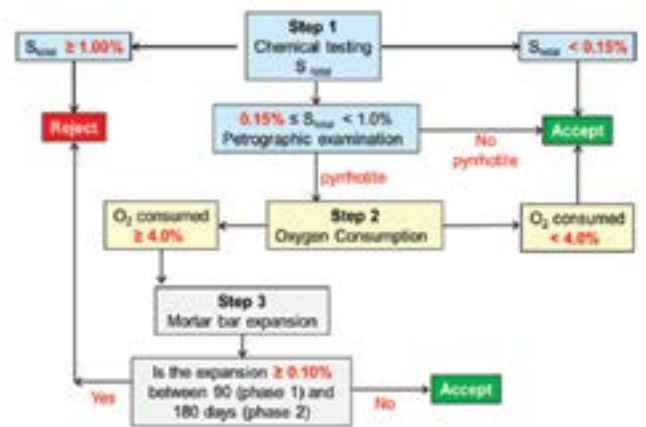 Step 1
Chemical testing
S total
S total ≥ 1.00%
S total < 0.15%
Reject
0.15% ≤ S total < 1.0%
Petrographic examination
No
pyrrhotite
Accept
pyrrhotite
O2 consumed
≥ 4.0%
Step 2
Oxygen Consumption
O2 consumed
< 4.0%
Step 3
Mortar bar expansion
Is the expansion ≥ 0.10%
between 90 (phase 1) and
180 days (phase 2)
Yes
No
Accept